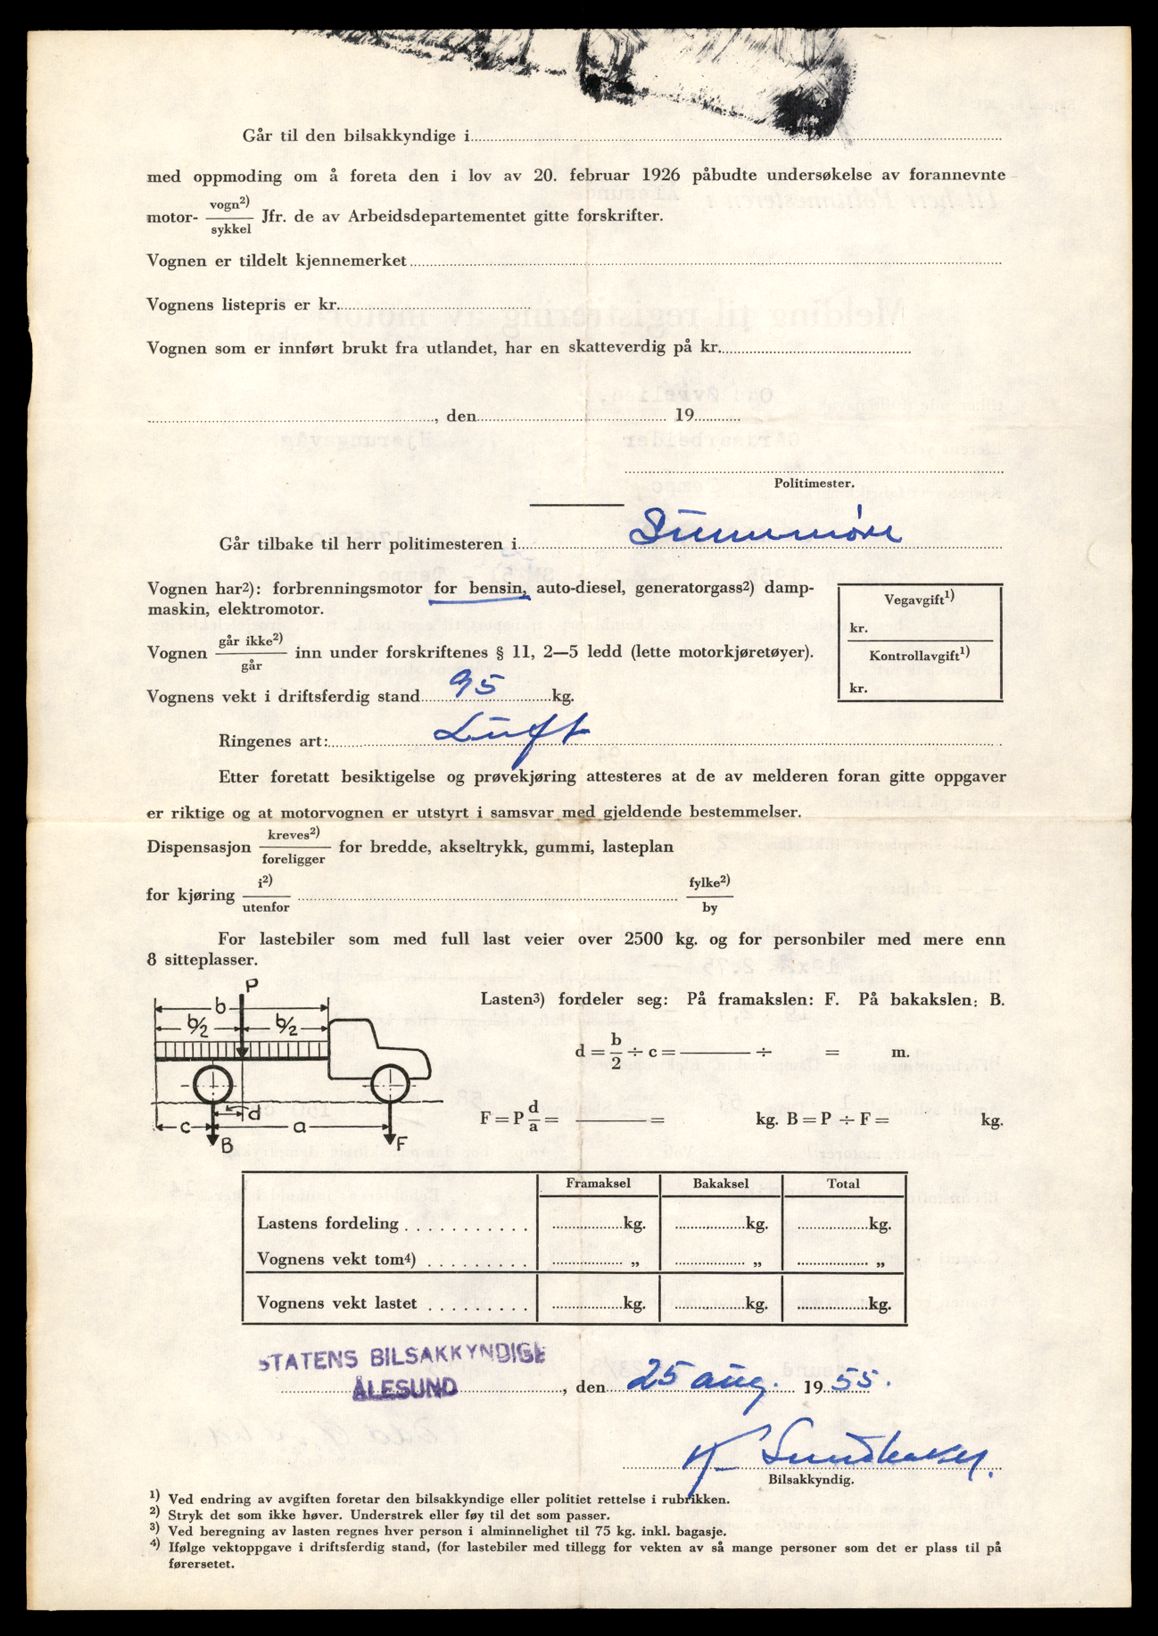 Går til den bilsakkyndige i
med oppmoding om å foreta den i lov av 20. februar 1926 påbudte undersøkelse av forannevnte
motor- vogn2)/sykkel Jfr. de av Arbeidsdepartementet gitte forskrifter.
Vognen er tildelt kjennemerket
Vognens listepris er kr.
Vognen som er innført brukt fra utlandet, har en skatteverdig på kr.
, den 19
Politimester.
Går tilbake til herr politimesteren i Sunnmøre
Vognen har2): forbrenningsmotor for bensin, auto-diesel, generatorgass2) damp-
maskin, elektromotor.
Vegavgift1)
kr.
Kontrollavgift1)
kr.
Vognen går ikke2)/går inn under forskriftenes § 11, 2—5 ledd (lette motorkjøretøyer).
Vognens vekt i driftsferdig stand 95 kg.
Ringenes art: Luft
Etter foretatt besiktigelse og prøvekjøring attesteres at de av melderen foran gitte oppgaver
er riktige og at motorvognen er utstyrt i samsvar med gjeldende bestemmelser.
Dispensasjon kreves2)/foreligger for bredde, akseltrykk, gummi, lasteplan
for kjøring i2)/utenfor fylke2)/by
For lastebiler som med full last veier over 2500 kg. og for personbiler med mere enn
8 sitteplasser.
P
b
b/2 b/2
d
c a
B F
Lasten3) fordeler seg: På framakslen: F. På bakakslen: B.
d = b/2 ÷ c = ÷ = m.
F = P d/a = = kg. B = P ÷ F = kg.
Framaksel Bakaksel Total
Lastens fordeling kg. kg. kg.
Vognens vekt tom4) „ „ „
Vognens vekt lastet kg. kg. kg.
STATENS BILSAKKYNDIGE
ÅLESUND, den 25 aug. 1955.
Bilsakkyndig.
1) Ved endring av avgiften foretar den bilsakkyndige eller politiet rettelse i rubrikken.
2) Stryk det som ikke høver. Understrek eller føy til det som passer.
3) Ved beregning av lasten regnes hver person i alminnelighet til 75 kg. inkl. bagasje.
4) Ifølge vektoppgave i driftsferdig stand, (for lastebiler med tillegg for vekten av så mange personer som det er plass til på
førersetet.